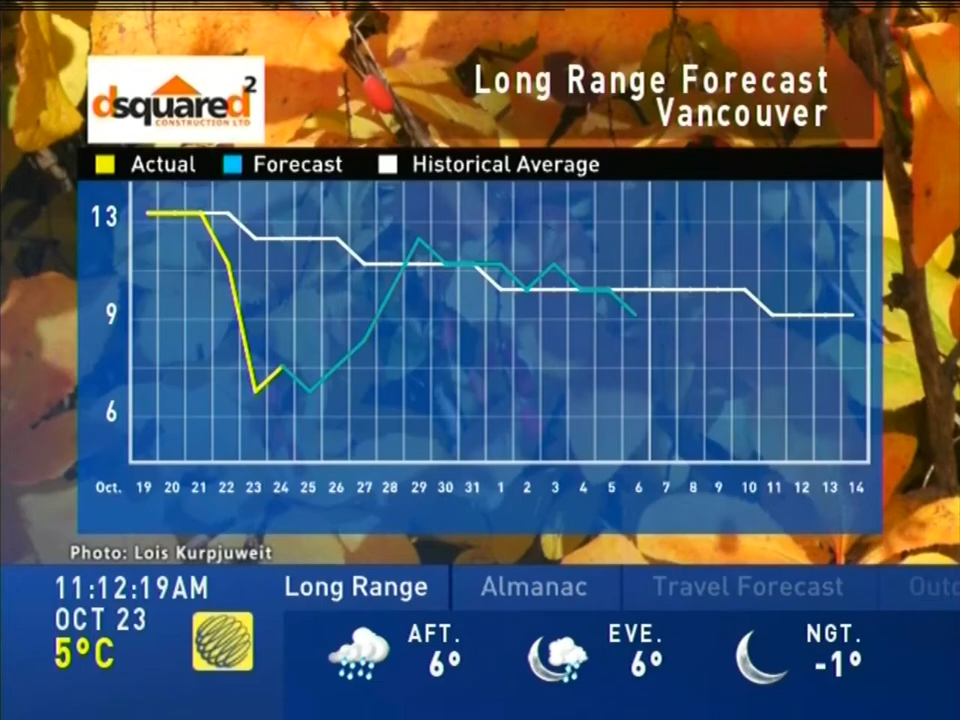 dsquared2
CONSTRUCTION LTD
Long Range Forecast
Vancouver
Actual Forecast Historical Average
13
9
6
Oct. 19 20 21 22 23 24 25 26 27 28 29 30 31 1 2 3 4 5 6 7 8 9 10 11 12 13 14
Photo: Lois Kurpjuweit
11:12:19AM
OCT 23
5°C
Long Range Almanac Travel Forecast Outd
AFT.
6°
EVE.
6°
NGT.
-1°